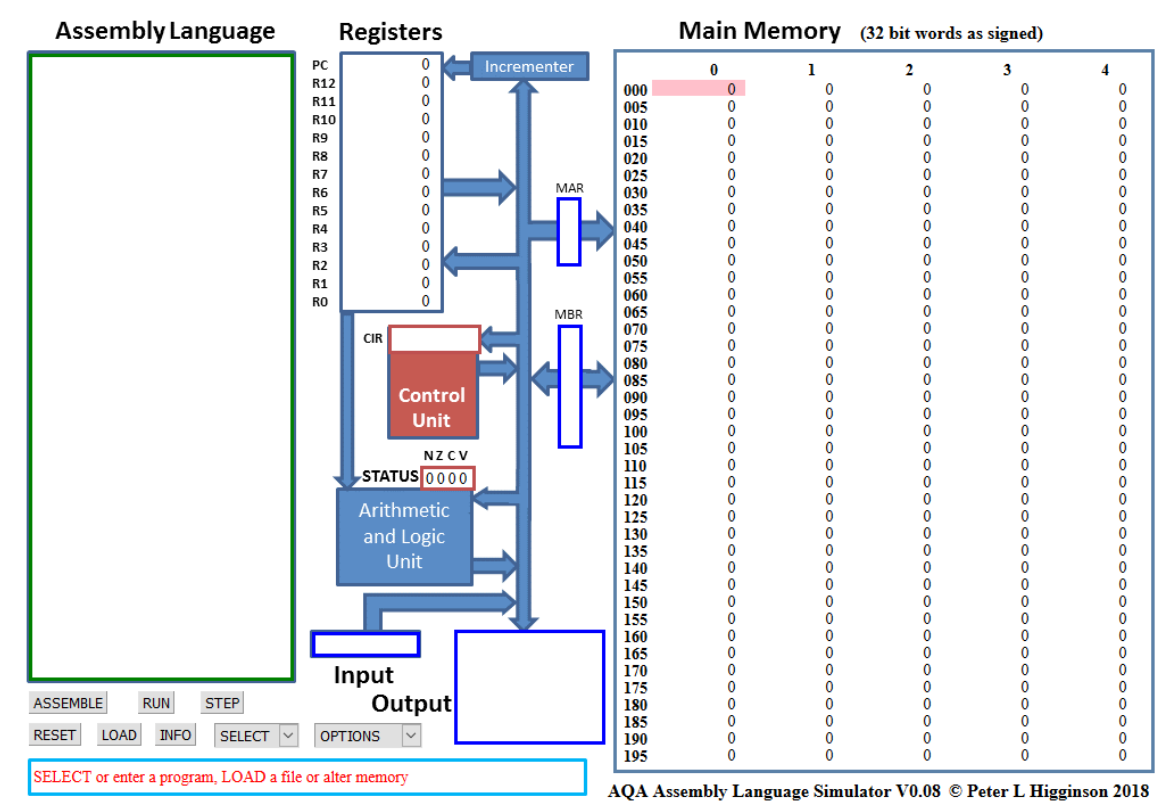 Assembly Language
Registers
Main Memory (32 bit words as signed)
PC 0
R12 0
R11 0
R10 0
R9 0
R8 0
R7 0
R6 0
R5 0
R4 0
R3 0
R2 0
R1 0
R0 0
Incrementer
MAR
MBR
CIR
Control
Unit
N Z C V
STATUS 0 0 0 0
Arithmetic
and Logic
Unit
Input
Output
0 1 2 3 4
000 0 0 0 0 0
005 0 0 0 0 0
010 0 0 0 0 0
015 0 0 0 0 0
020 0 0 0 0 0
025 0 0 0 0 0
030 0 0 0 0 0
035 0 0 0 0 0
040 0 0 0 0 0
045 0 0 0 0 0
050 0 0 0 0 0
055 0 0 0 0 0
060 0 0 0 0 0
065 0 0 0 0 0
070 0 0 0 0 0
075 0 0 0 0 0
080 0 0 0 0 0
085 0 0 0 0 0
090 0 0 0 0 0
095 0 0 0 0 0
100 0 0 0 0 0
105 0 0 0 0 0
110 0 0 0 0 0
115 0 0 0 0 0
120 0 0 0 0 0
125 0 0 0 0 0
130 0 0 0 0 0
135 0 0 0 0 0
140 0 0 0 0 0
145 0 0 0 0 0
150 0 0 0 0 0
155 0 0 0 0 0
160 0 0 0 0 0
165 0 0 0 0 0
170 0 0 0 0 0
175 0 0 0 0 0
180 0 0 0 0 0
185 0 0 0 0 0
190 0 0 0 0 0
195 0 0 0 0 0
ASSEMBLE RUN STEP
RESET LOAD INFO SELECT OPTIONS
SELECT or enter a program, LOAD a file or alter memory
AQA Assembly Language Simulator V0.08 © Peter L Higginson 2018